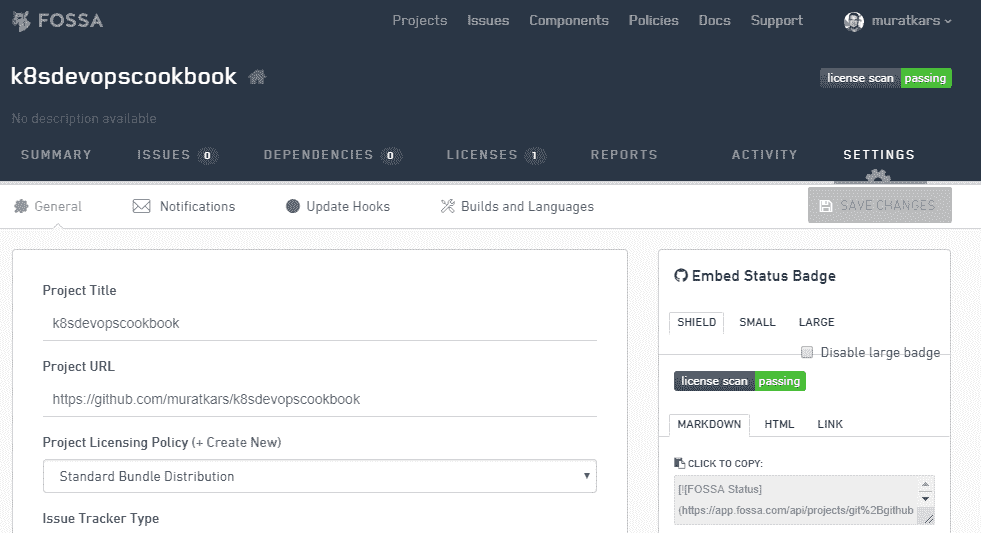 FOSSA
Projects Issues Components Policies Docs Support muratkars
k8sdevopscookbook
license scan passing
No description available
SUMMARY ISSUES 0 DEPENDENCIES 0 LICENSES 1 REPORTS ACTIVITY SETTINGS
General Notifications Update Hooks Builds and Languages SAVE CHANGES
Project Title
k8sdevopscookbook
Project URL
https://github.com/muratkars/k8sdevopscookbook
Project Licensing Policy (+ Create New)
Standard Bundle Distribution
Issue Tracker Type
Embed Status Badge
SHIELD SMALL LARGE
Disable large badge
license scan passing
MARKDOWN HTML LINK
CLICK TO COPY:
[![FOSSA Status]
(https://app.fossa.com/api/projects/git%2Bgithub